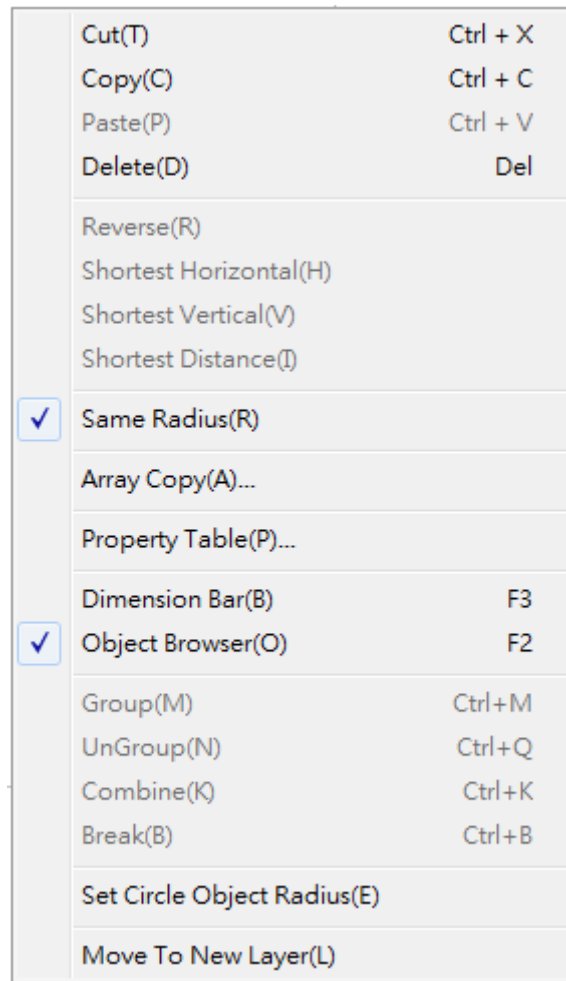 Cut(T) Ctrl + X
Copy(C) Ctrl + C
Paste(P) Ctrl + V
Delete(D) Del
Reverse(R)
Shortest Horizontal(H)
Shortest Vertical(V)
Shortest Distance(I)
Same Radius(R)
Array Copy(A)...
Property Table(P)...
Dimension Bar(B) F3
Object Browser(O) F2
Group(M) Ctrl+M
UnGroup(N) Ctrl+Q
Combine(K) Ctrl+K
Break(B) Ctrl+B
Set Circle Object Radius(E)
Move To New Layer(L)